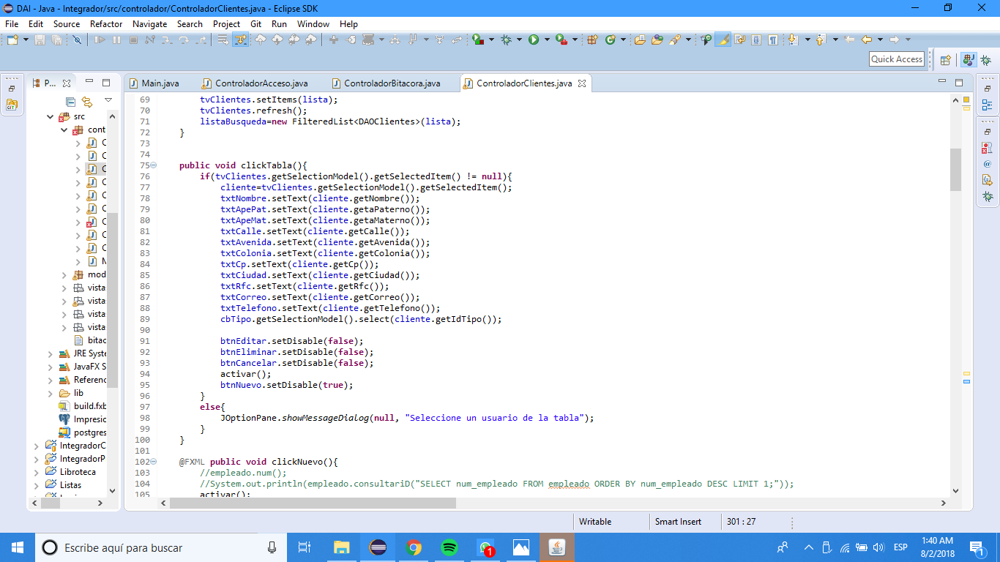 DAI - Java - Integrador/src/controlador/ControladorClientes.java - Eclipse SDK
File Edit Source Refactor Navigate Search Project Git Run Window Help
Quick Access
P...
Main.java ControladorAcceso.java ControladorBitacora.java ControladorClientes.java
src
cont
mod
vista
vista
vista
vista
bitac
JRE Syste
JavaFX S
Referenc
lib
build.fxb
Impresic
postgres
IntegradorC
IntegradorP
Libroteca
Listas
69 tvClientes.setItems(lista);
70 tvClientes.refresh();
71 listaBusqueda=new FilteredList<DAOClientes>(lista);
72 }
73
74
75 public void clickTabla(){
76 if(tvClientes.getSelectionModel().getSelectedItem() != null){
77 cliente=tvClientes.getSelectionModel().getSelectedItem();
78 txtNombre.setText(cliente.getNombre());
79 txtApePat.setText(cliente.getaPaterno());
80 txtApeMat.setText(cliente.getaMaterno());
81 txtCalle.setText(cliente.getCalle());
82 txtAvenida.setText(cliente.getAvenida());
83 txtColonia.setText(cliente.getColonia());
84 txtCp.setText(cliente.getCp());
85 txtCiudad.setText(cliente.getCiudad());
86 txtRfc.setText(cliente.getRfc());
87 txtCorreo.setText(cliente.getCorreo());
88 txtTelefono.setText(cliente.getTelefono());
89 cbTipo.getSelectionModel().select(cliente.getIdTipo());
90
91 btnEditar.setDisable(false);
92 btnEliminar.setDisable(false);
93 btnCancelar.setDisable(false);
94 activar();
95 btnNuevo.setDisable(true);
96 }
97 else{
98 JOptionPane.showMessageDialog(null, "Seleccione un usuario de la tabla");
99 }
100 }
101
102 @FXML public void clickNuevo(){
103 //empleado.num();
104 //System.out.println(empleado.consultariD("SELECT num_empleado FROM empleado ORDER BY num_empleado DESC LIMIT 1;"));
105 activar();
Writable Smart Insert 301 : 27
Escribe aquí para buscar
1
ESP
1:40 AM
8/2/2018
1